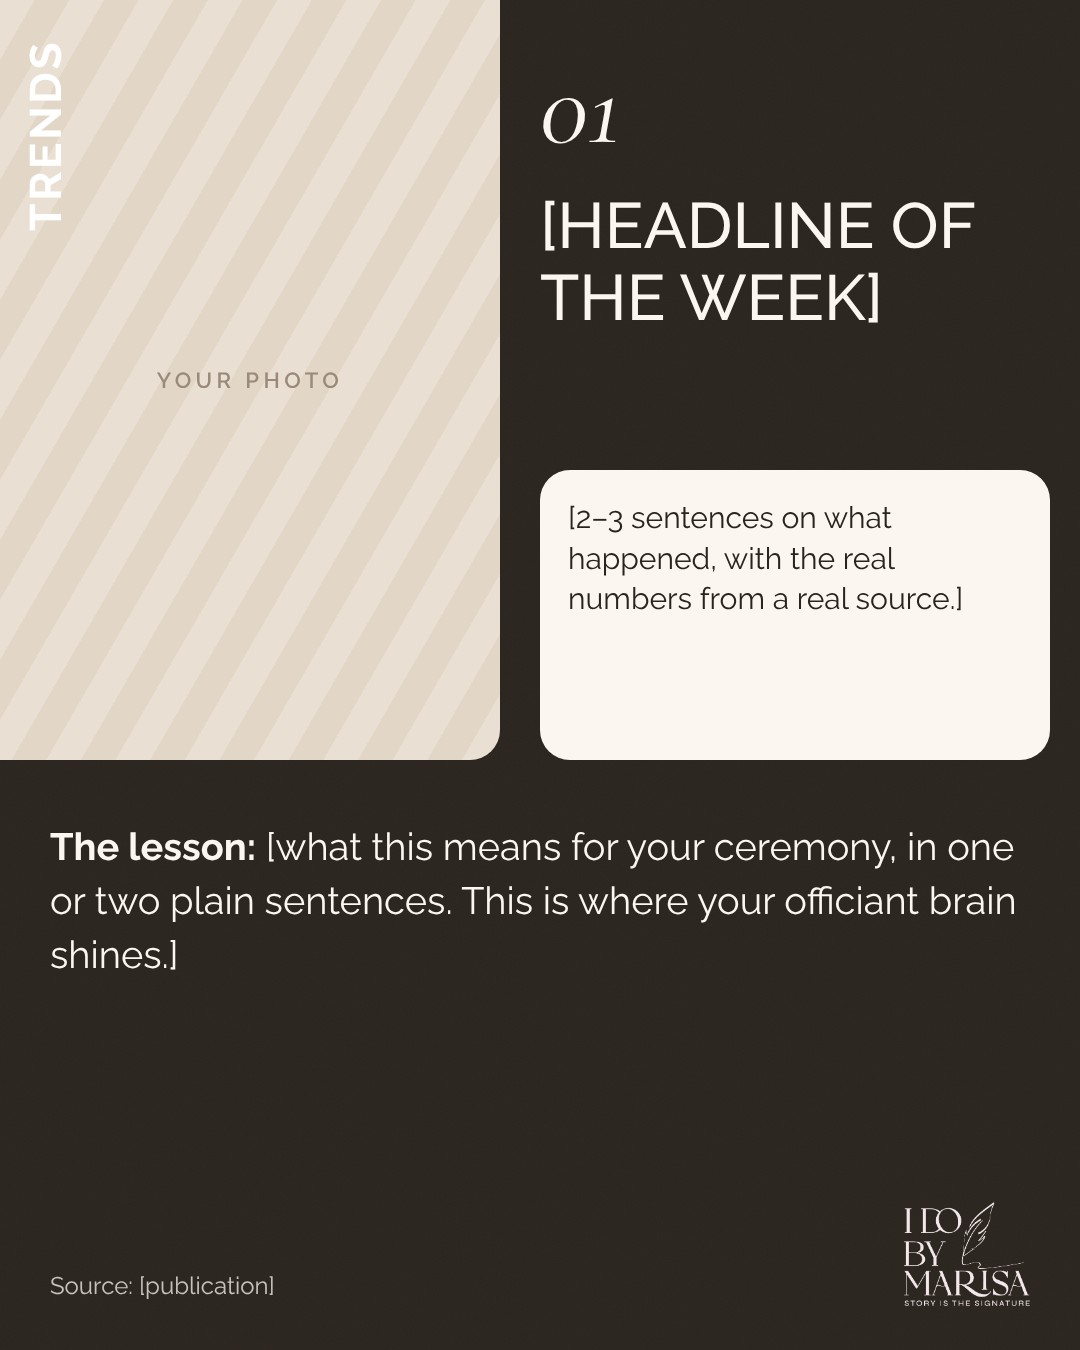 TRENDS
YOUR PHOTO
01
[HEADLINE OF
THE WEEK]
[2–3 sentences on what
happened, with the real
numbers from a real source.]
The lesson: [what this means for your ceremony, in one
or two plain sentences. This is where your officiant brain
shines.]
Source: [publication]
I DO
BY
MARISA
STORY IS THE SIGNATURE